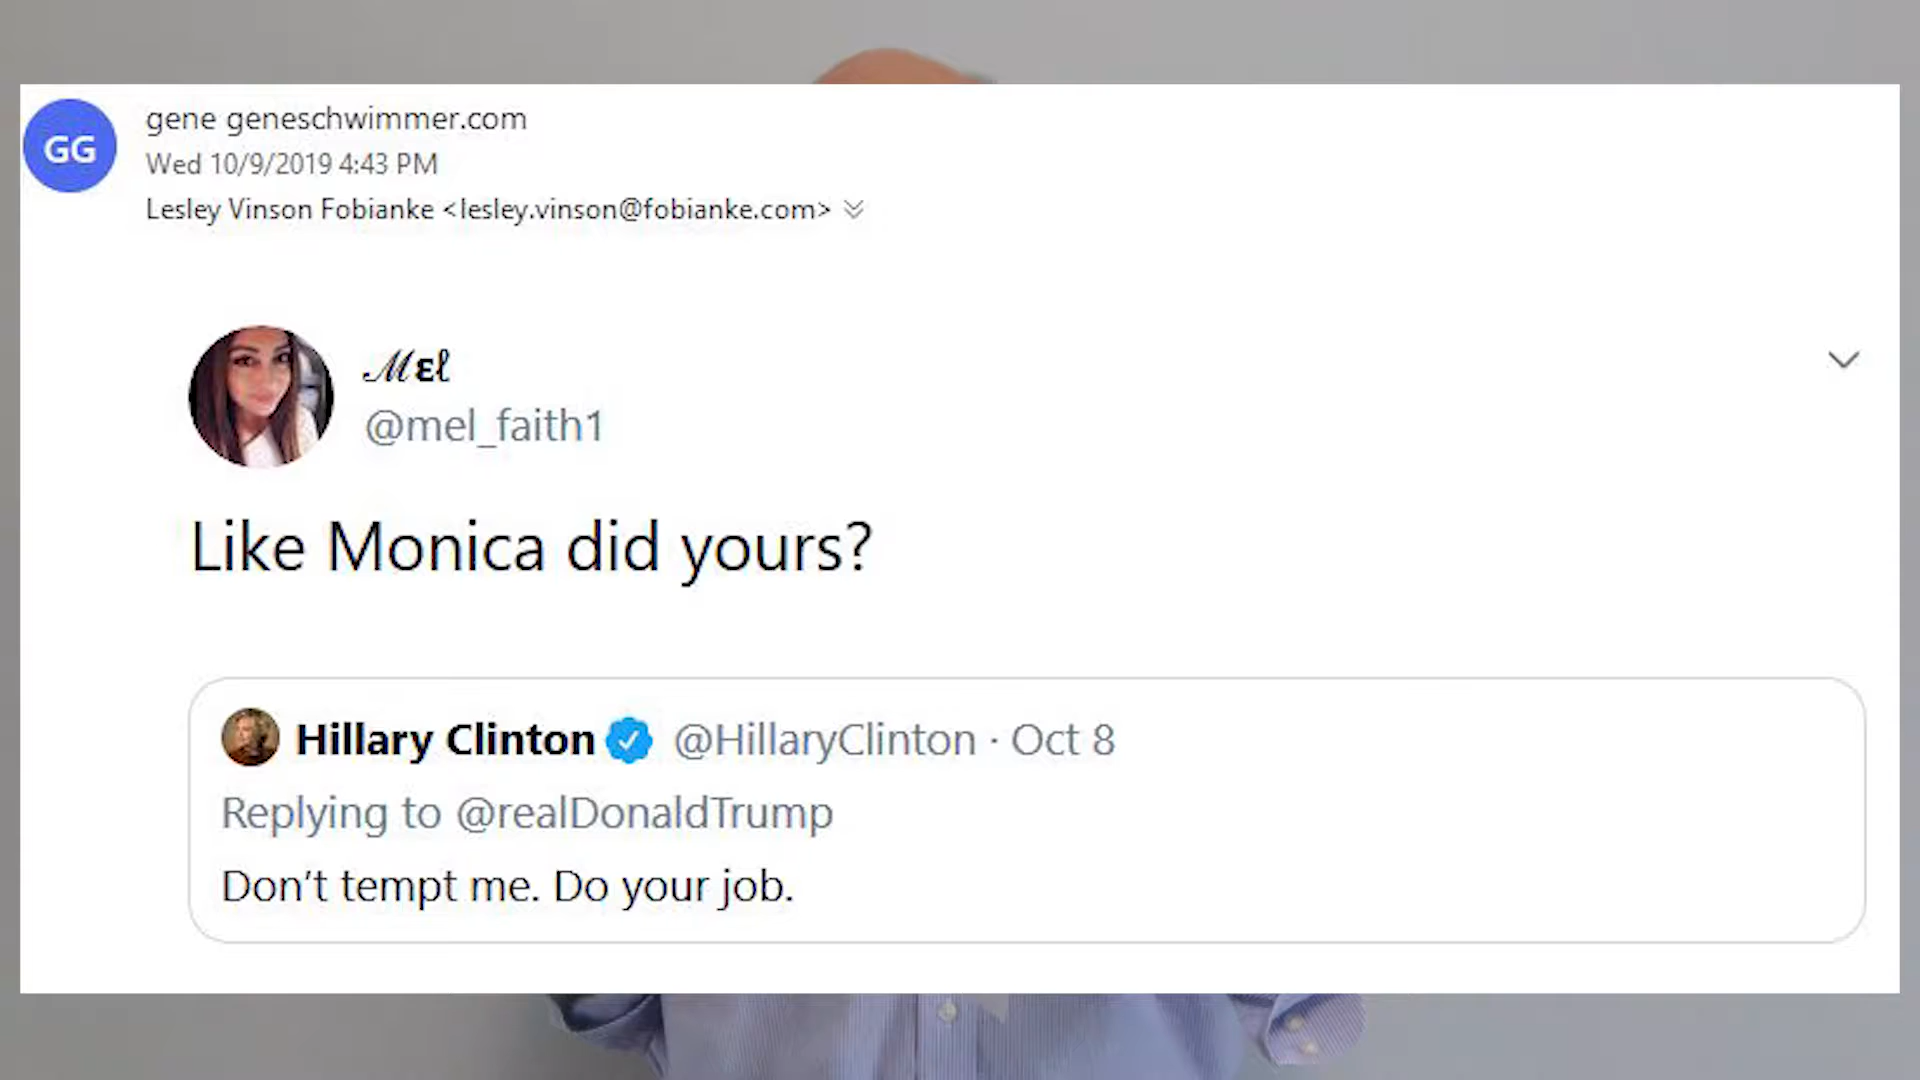 GG
gene geneschwimmer.com
Wed 10/9/2019 4:43 PM
Lesley Vinson Fobianke <lesley.vinson@fobianke.com>
ℳεℓ
@mel_faith1
Like Monica did yours?
Hillary Clinton @HillaryClinton · Oct 8
Replying to @realDonaldTrump
Don’t tempt me. Do your job.